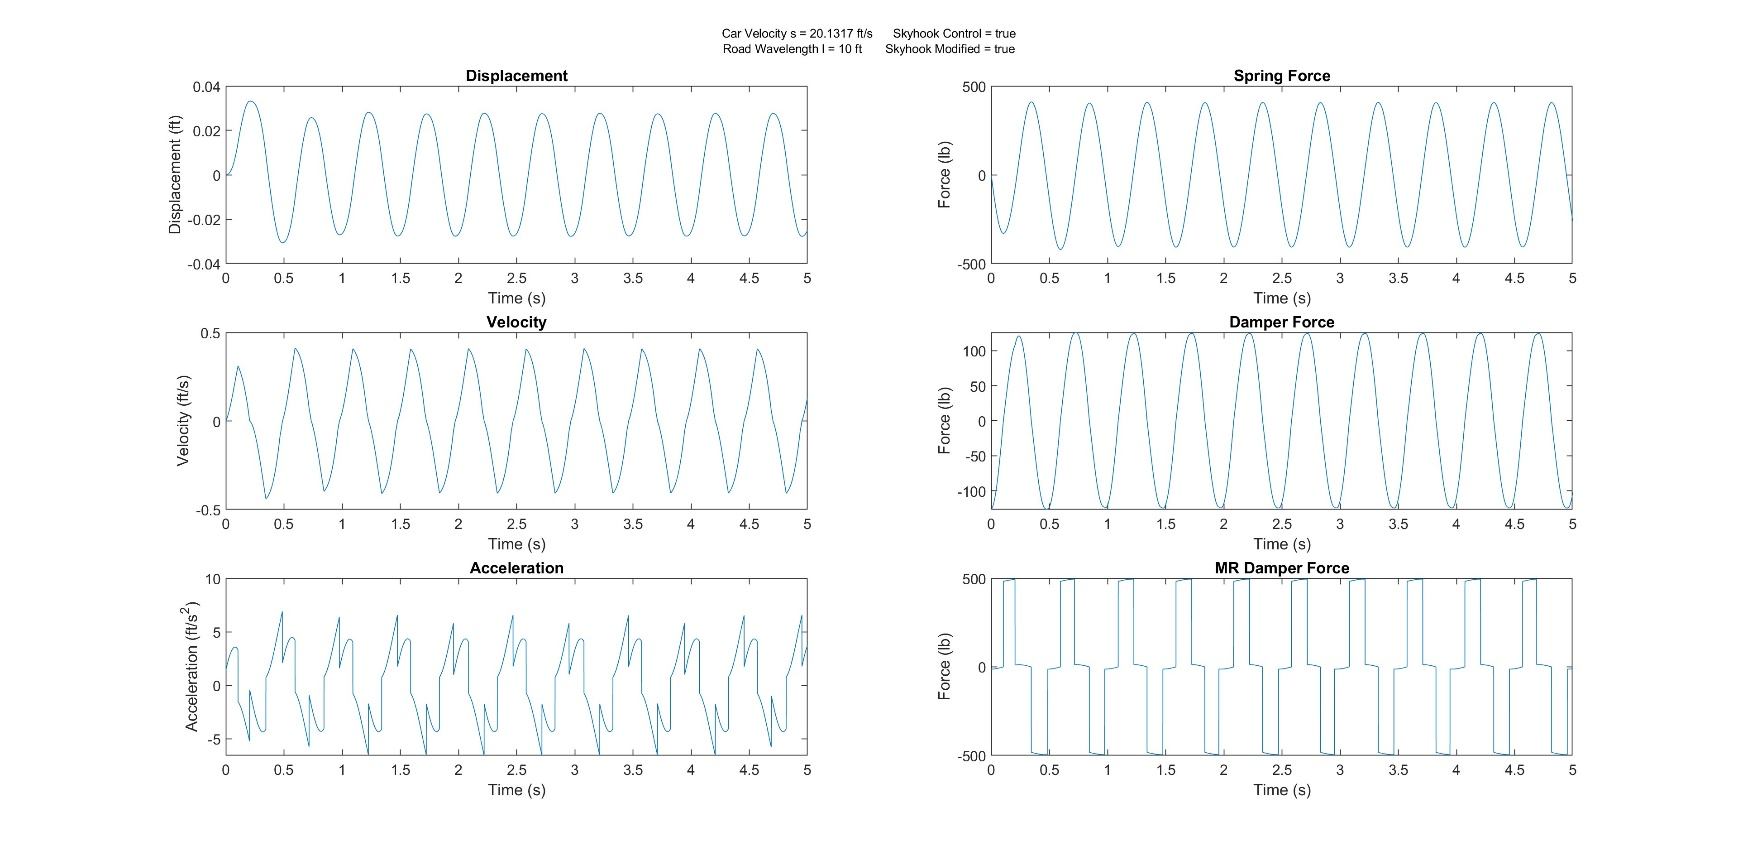 Car Velocity s = 20.1317 ft/s Skyhook Control = true
Road Wavelength l = 10 ft Skyhook Modified = true
Displacement
0.04
0.02
0
-0.02
-0.04
Displacement (ft)
0 0.5 1 1.5 2 2.5 3 3.5 4 4.5 5
Time (s)
Spring Force
500
0
-500
Force (lb)
0 0.5 1 1.5 2 2.5 3 3.5 4 4.5 5
Time (s)
Velocity
0.5
0
-0.5
Velocity (ft/s)
0 0.5 1 1.5 2 2.5 3 3.5 4 4.5 5
Time (s)
Damper Force
100
50
0
-50
-100
Force (lb)
0 0.5 1 1.5 2 2.5 3 3.5 4 4.5 5
Time (s)
Acceleration
10
5
0
-5
Acceleration (ft/s²)
0 0.5 1 1.5 2 2.5 3 3.5 4 4.5 5
Time (s)
MR Damper Force
500
0
-500
Force (lb)
0 0.5 1 1.5 2 2.5 3 3.5 4 4.5 5
Time (s)